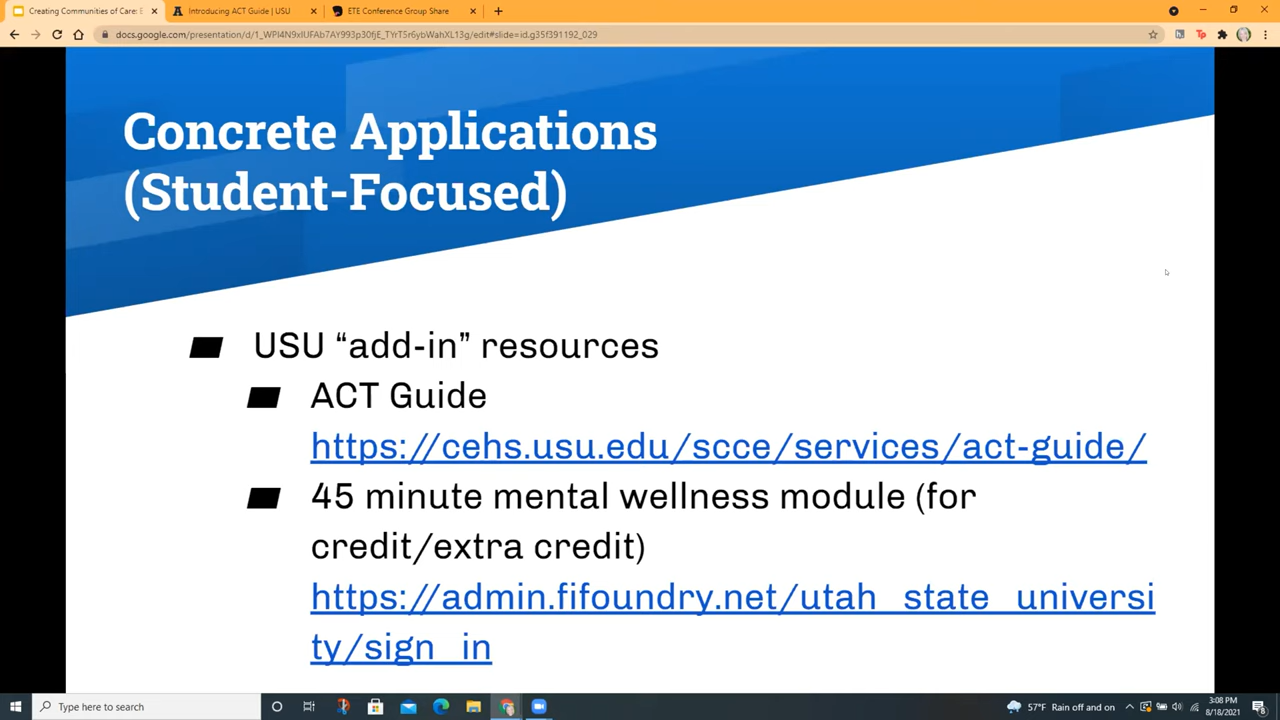 Creating Communities of Care: E
Introducing ACT Guide | USU
ETE Conference Group Share
docs.google.com/presentation/d/1_WPI4N9xIUFAb7AY993p30fjE_TYrT5r6ybWahXL13g/edit#slide=id.g35f391192_029
Concrete Applications
(Student-Focused)
USU “add-in” resources
ACT Guide
https://cehs.usu.edu/scce/services/act-guide/
45 minute mental wellness module (for
credit/extra credit)
https://admin.fifoundry.net/utah_state_universi
ty/sign_in
Type here to search
57°F Rain off and on
3:08 PM
8/18/2021